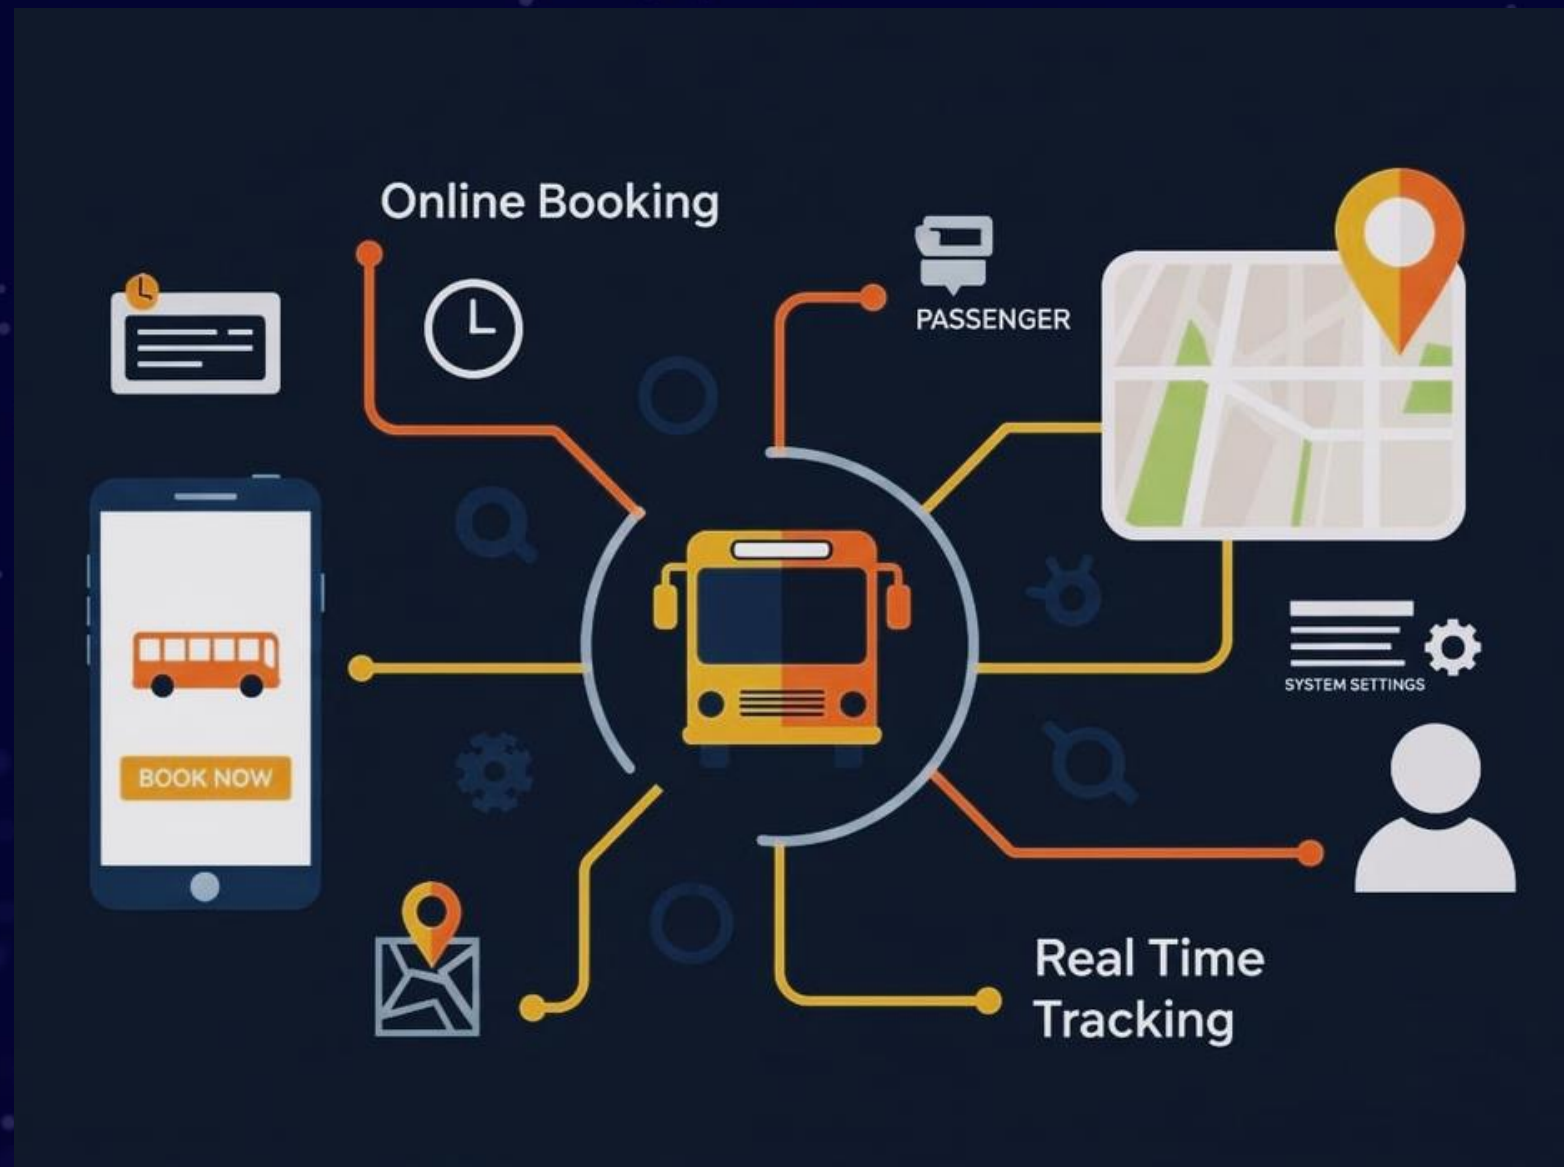 Online Booking
PASSENGER
SYSTEM SETTINGS
BOOK NOW
Real Time
Tracking